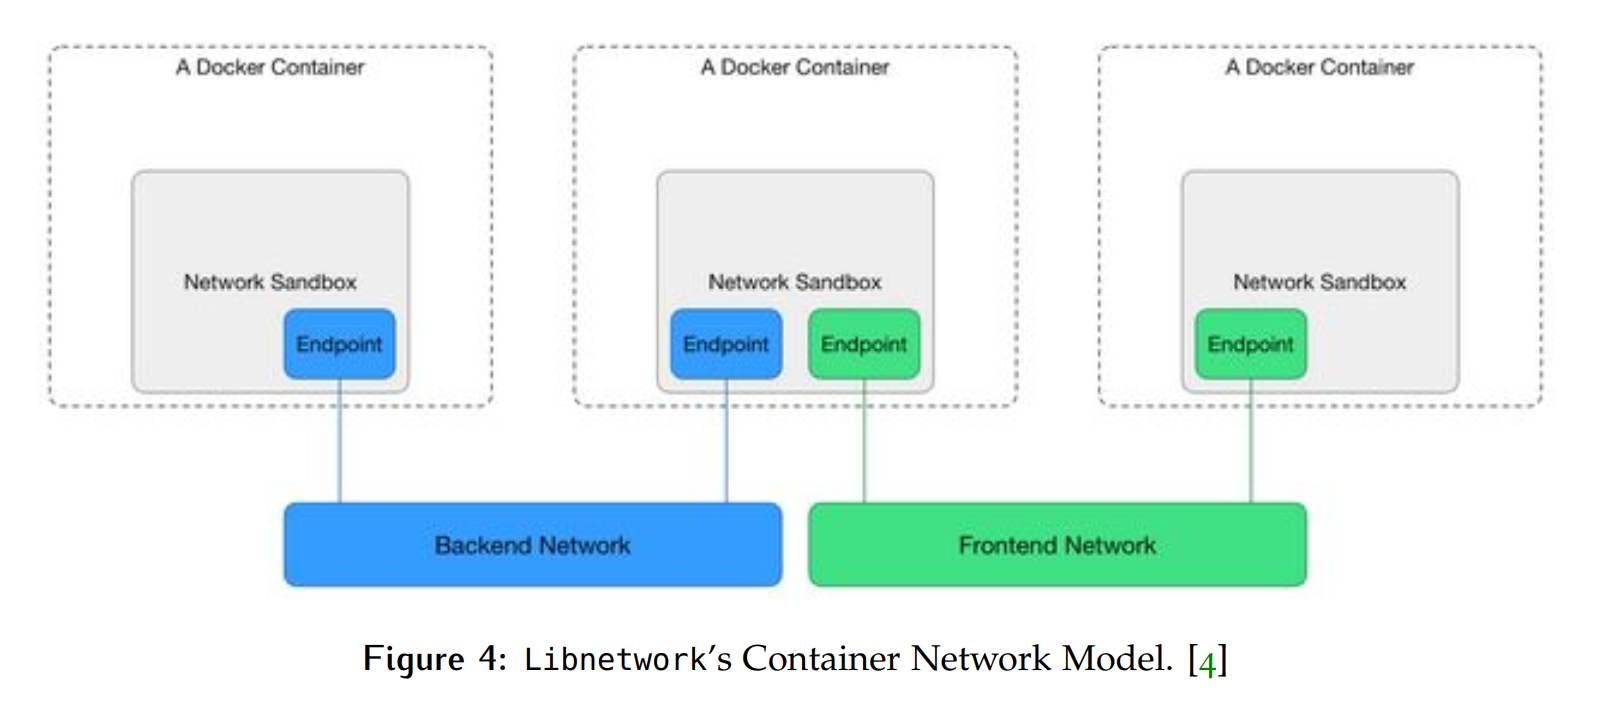 A Docker Container
A Docker Container
A Docker Container
Network Sandbox
Network Sandbox
Network Sandbox
Endpoint
Endpoint
Endpoint
Endpoint
Backend Network
Frontend Network
Figure 4: Libnetwork’s Container Network Model. [4]